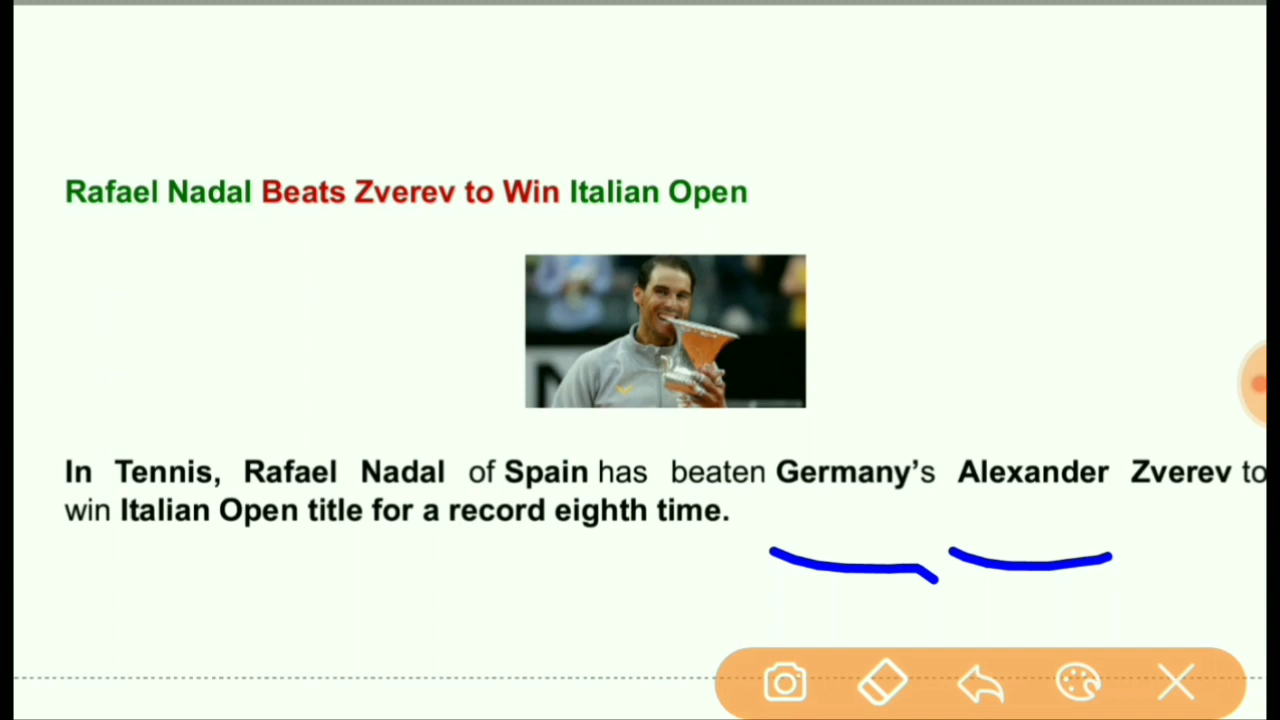 Rafael Nadal Beats Zverev to Win Italian Open
In Tennis, Rafael Nadal of Spain has beaten Germany’s Alexander Zverev to
win Italian Open title for a record eighth time.